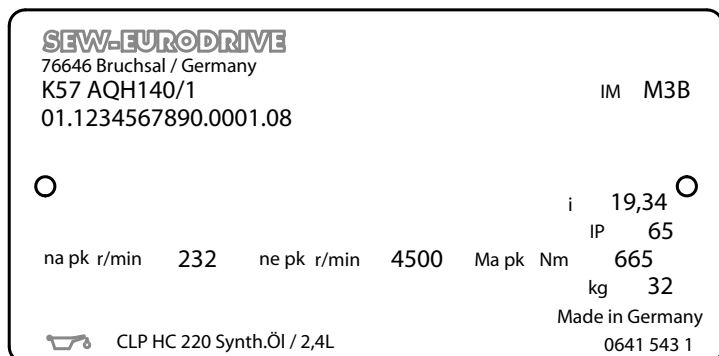 SEW-EURODRIVE
76646 Bruchsal / Germany
K57 AQH140/1 IM M3B
01.1234567890.0001.08
i 19,34
IP 65
na pk r/min 232 ne pk r/min 4500 Ma pk Nm 665
kg 32
Made in Germany
CLP HC 220 Synth.Öl / 2,4L 0641 543 1